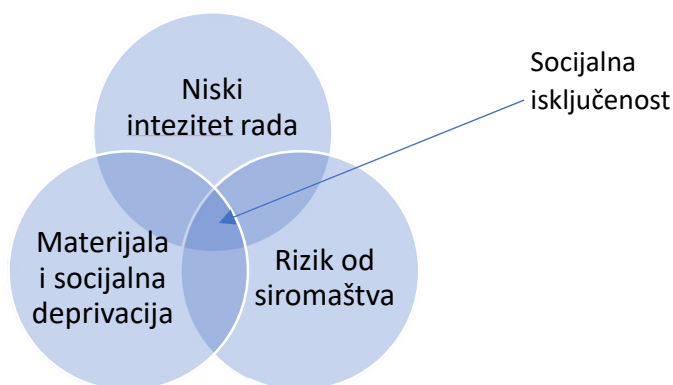 Niski
intezitet rada
Socijalna
isključenost
Materijala
i socijalna
deprivacija
Rizik od
siromaštva